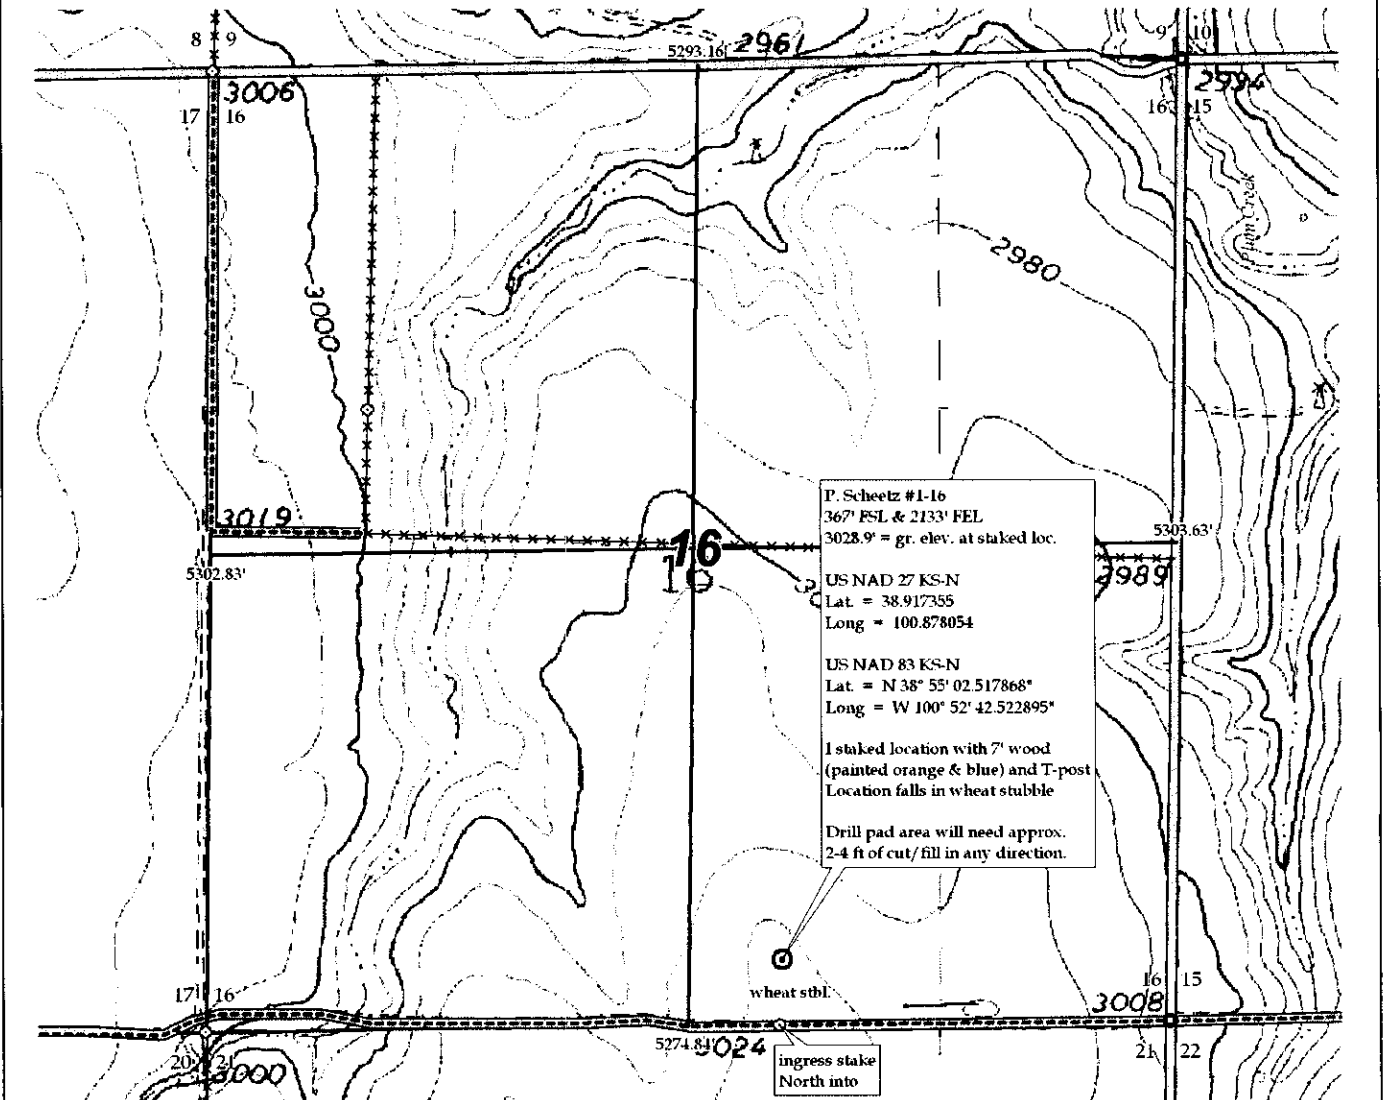 8 9
5293.16'
2961
9 10
3006
2994
17 16
16 15
Plum Creek
2980
3000
P. Scheetz #1-16
367' FSL & 2133' FEL
3028.9' = gr. elev. at staked loc.
US NAD 27 KS-N
Lat. = 38.917355
Long = 100.878054
US NAD 83 KS-N
Lat. = N 38° 55' 02.517868"
Long = W 100° 52' 42.522895"
I staked location with 7' wood
(painted orange & blue) and T-post
Location falls in wheat stubble
Drill pad area will need approx.
2-4 ft of cut/fill in any direction.
3019
5303.63'
16
16
5302.83'
2989
wheat stbl.
17 16
16 15
3008
5274.84'
3024
ingress stake
North into
20 21
3000
21 22